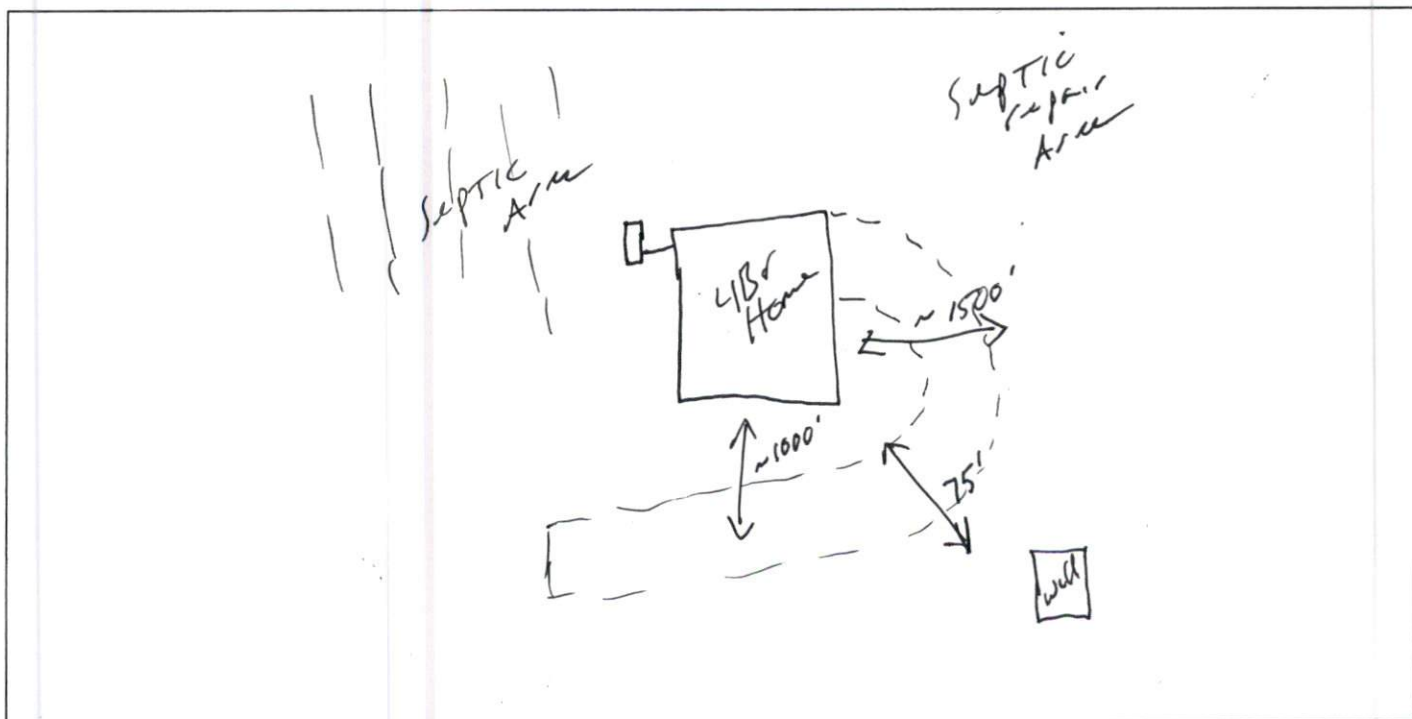 Septic
repair
Area
Septic
Area
4Br
Home
~ 1500'
~1000'
75'
well